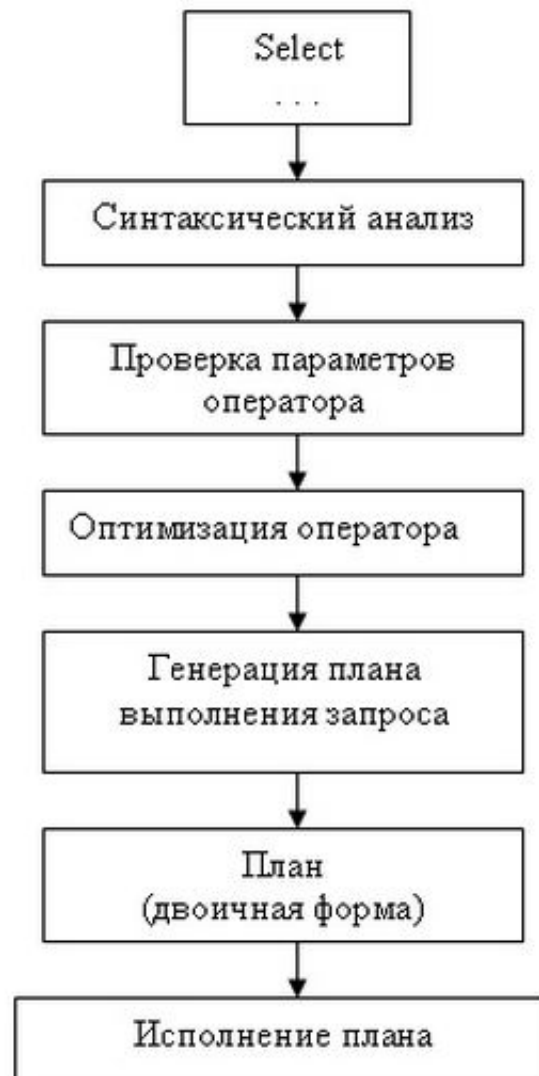 Select
. . .
Синтаксический анализ
Проверка параметров
оператора
Оптимизация оператора
Генерация плана
выполнения запроса
План
(двоичная форма)
Исполнение плана